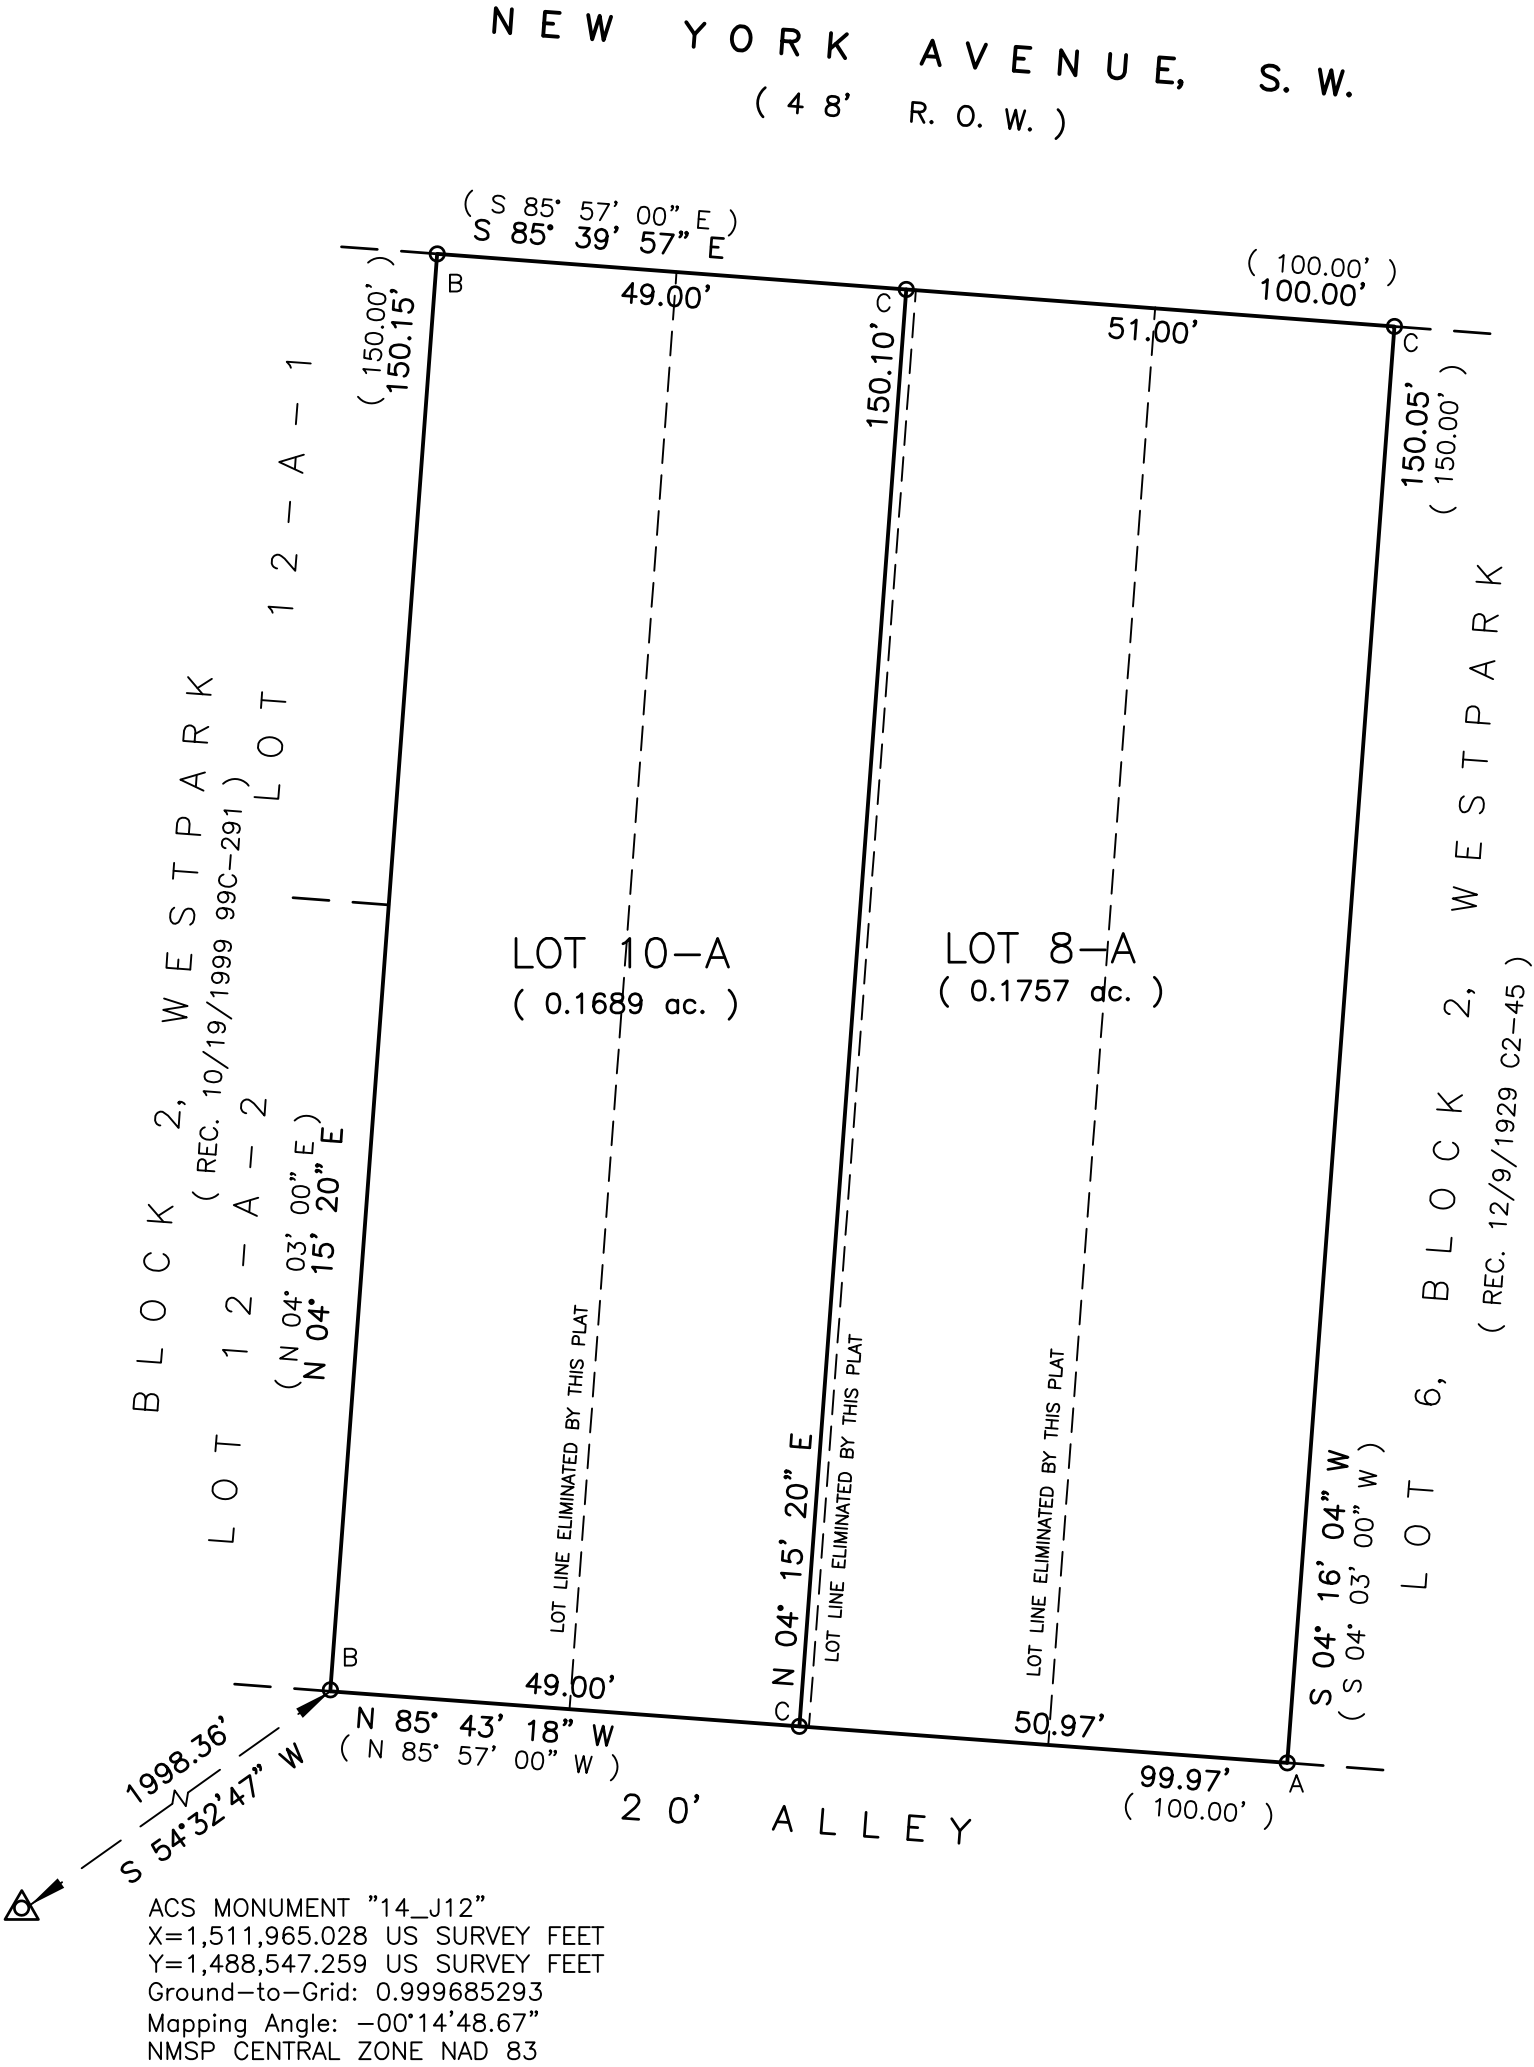 NEW YORK AVENUE, S.W.
( 48' R.O.W. )
( S 85° 57' 00" E )
S 85° 39' 57" E
( 100.00' )
100.00'
49.00'
51.00'
B
C
C
( 150.00' )
150.15'
150.10'
150.05'
( 150.00' )
LOT 12-A-1
BLOCK 2, WESTPARK
( REC. 10/19/1999 99C-291 )
LOT 12-A-2
( N 04° 03' 00" E )
N 04° 15' 20" E
LOT 10-A
( 0.1689 ac. )
LOT 8-A
( 0.1757 ac. )
LOT LINE ELIMINATED BY THIS PLAT
N 04° 15' 20" E
LOT LINE ELIMINATED BY THIS PLAT
LOT LINE ELIMINATED BY THIS PLAT
S 04° 16' 04" W
( S 04° 03' 00" W )
LOT 6, BLOCK 2, WESTPARK
( REC. 12/9/1929 C2-45 )
B
49.00'
C
50.97'
N 85° 43' 18" W
( N 85° 57' 00" W )
99.97'
( 100.00' )
A
20' ALLEY
1998.36'
S 54°32'47" W
ACS MONUMENT "14_J12"
X=1,511,965.028 US SURVEY FEET
Y=1,488,547.259 US SURVEY FEET
Ground-to-Grid: 0.999685293
Mapping Angle: -00°14'48.67"
NMSP CENTRAL ZONE NAD 83